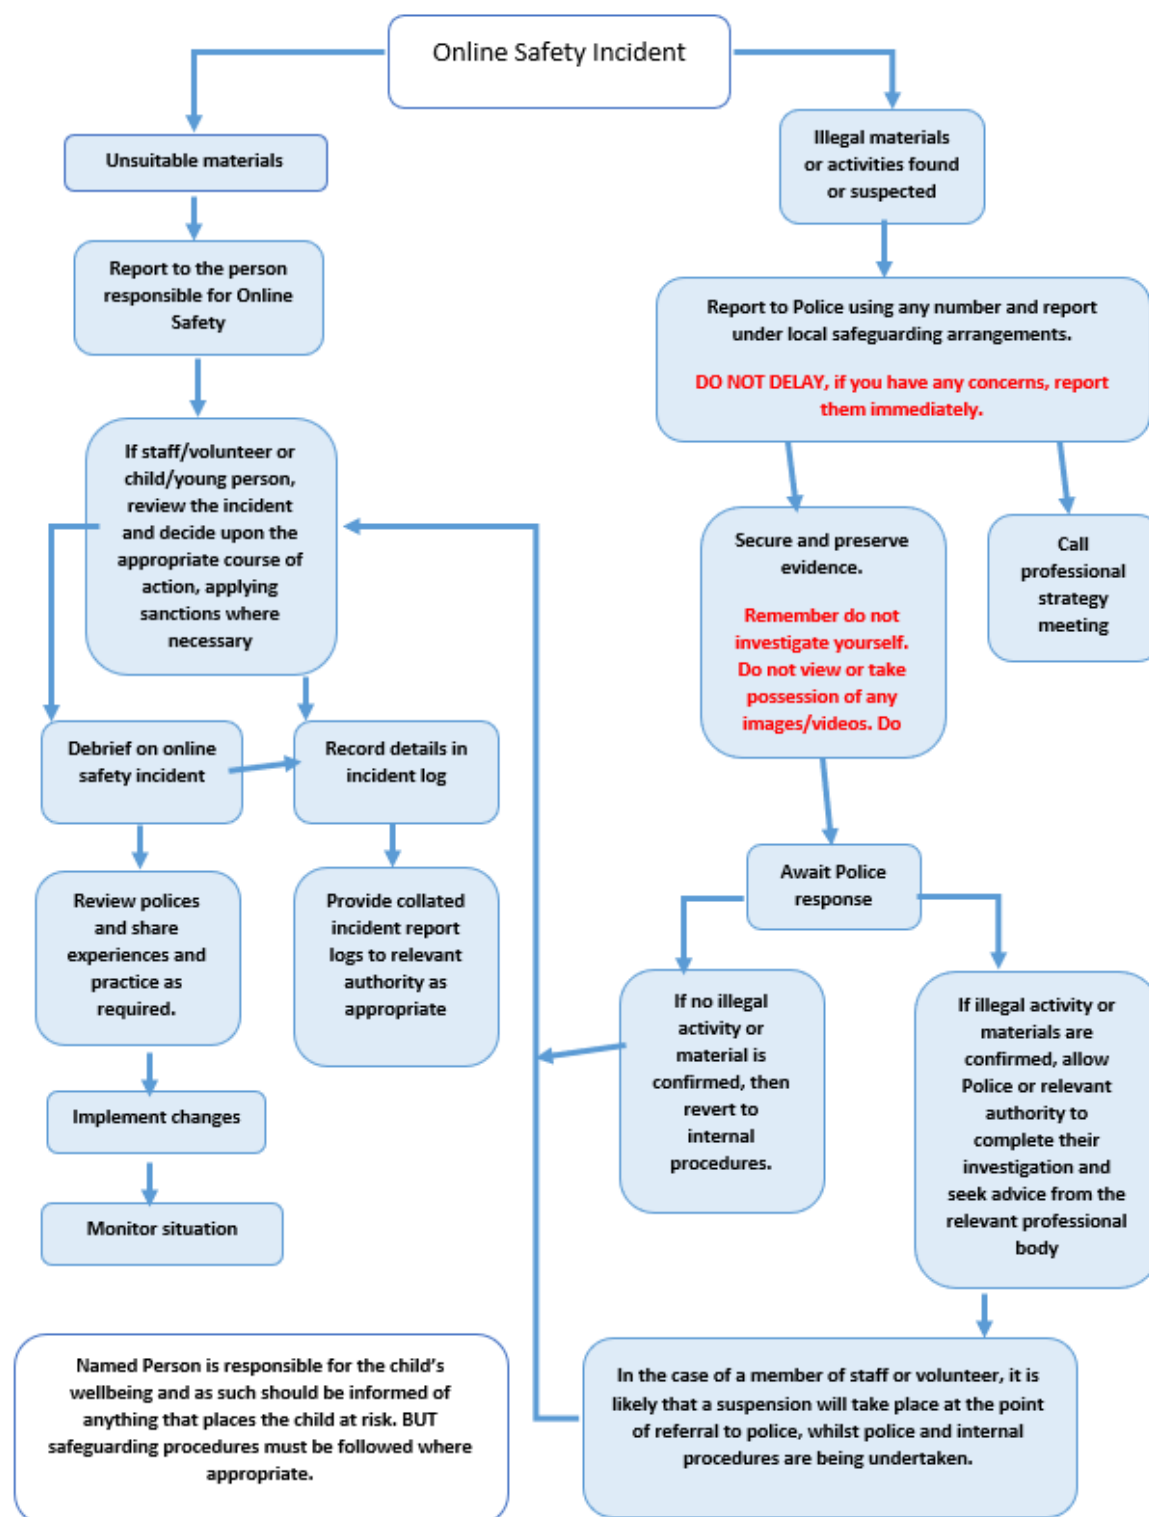 Online Safety Incident
Unsuitable materials
Illegal materials
or activities found
or suspected
Report to the person
responsible for Online
Safety
Report to Police using any number and report
under local safeguarding arrangements.
DO NOT DELAY, if you have any concerns, report
them immediately.
If staff/volunteer or
child/young person,
review the incident
and decide upon the
appropriate course of
action, applying
sanctions where
necessary
Secure and preserve
evidence.
Remember do not
investigate yourself.
Do not view or take
possession of any
images/videos. Do
Call
professional
strategy
meeting
Debrief on online
safety incident
Record details in
incident log
Review polices
and share
experiences and
practice as
required.
Provide collated
incident report
logs to relevant
authority as
appropriate
Await Police
response
If no illegal
activity or
material is
confirmed, then
revert to
internal
procedures.
If illegal activity or
materials are
confirmed, allow
Police or relevant
authority to
complete their
investigation and
seek advice from the
relevant professional
body
Implement changes
Monitor situation
Named Person is responsible for the child's
wellbeing and as such should be informed of
anything that places the child at risk. BUT
safeguarding procedures must be followed where
appropriate.
In the case of a member of staff or volunteer, it is
likely that a suspension will take place at the point
of referral to police, whilst police and internal
procedures are being undertaken.